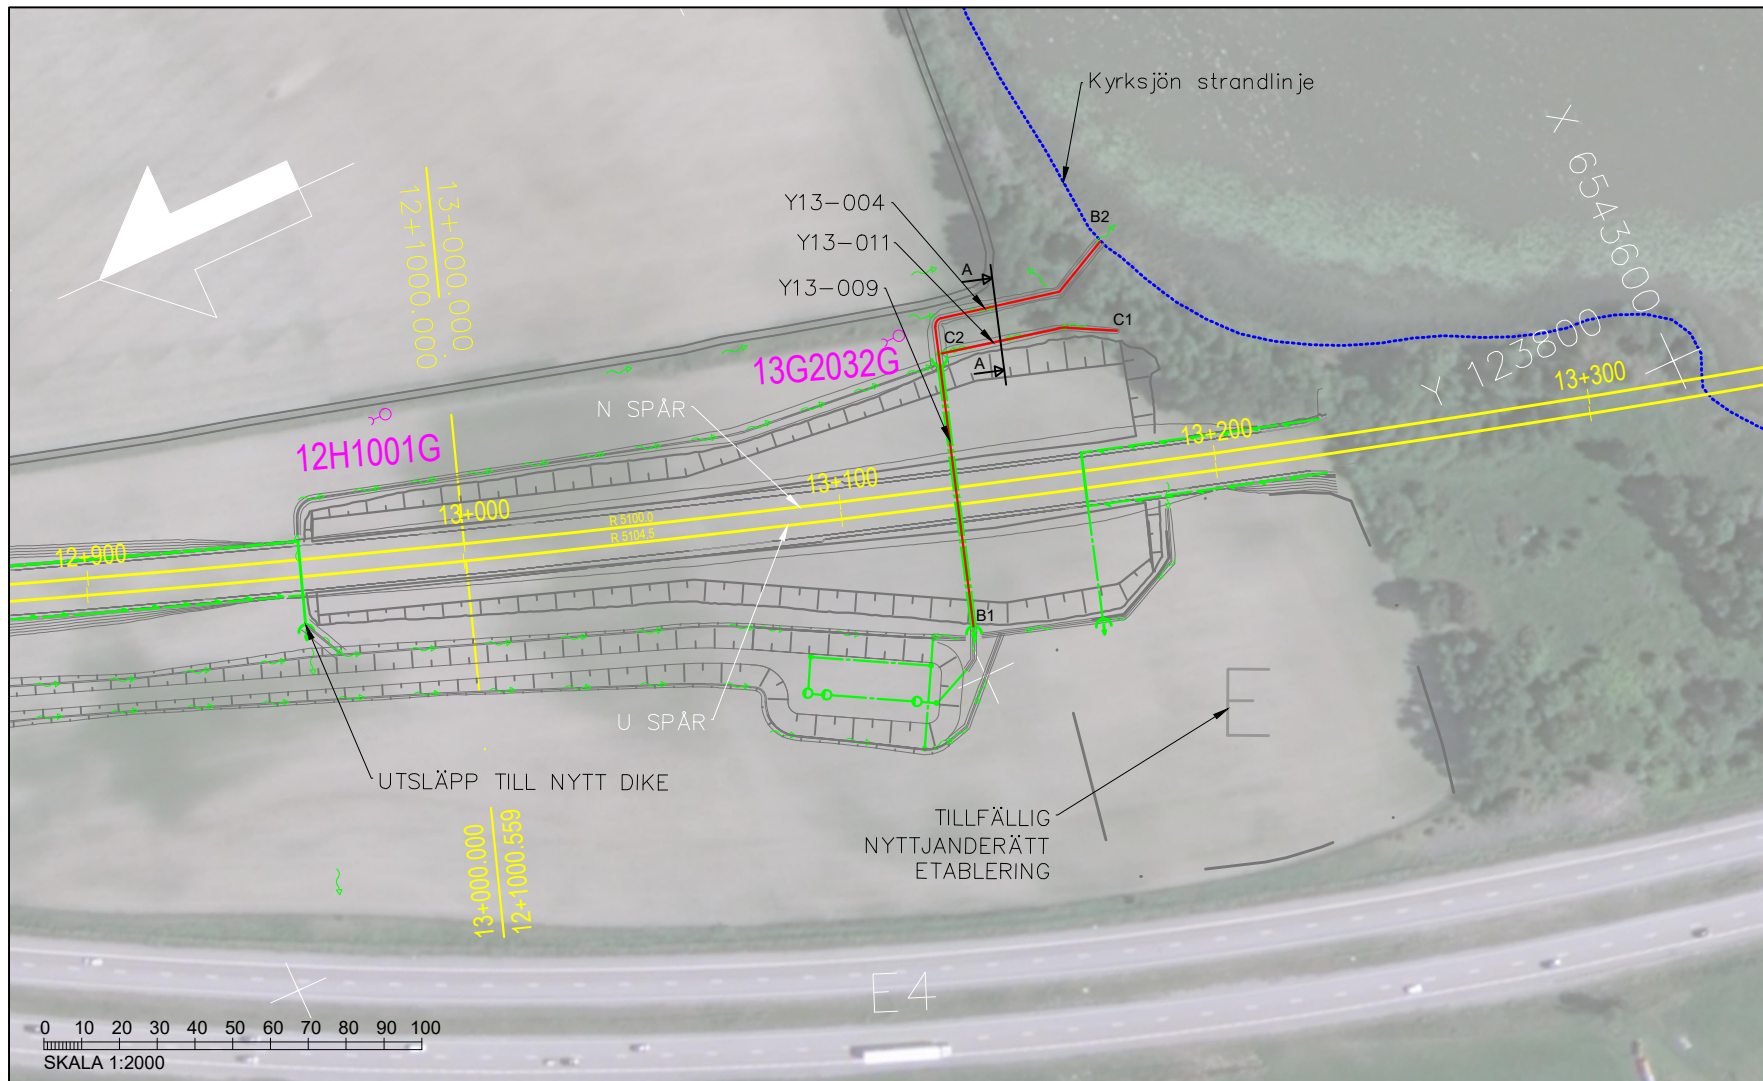 Kyrksjön strandlinje
X 6543600
Y13-004
Y13-011
Y13-009
B2
A
13+000.000
12+1000.000
C1
C2
A
13G2032G
Y 123800
13+300
N SPÅR
12H1001G
13+200
13+100
13+000
R 5100.0
R 5104.5
12+900
B1
U SPÅR
E
UTSLÄPP TILL NYTT DIKE
TILLFÄLLIG
NYTTJANDERÄTT
ETABLERING
13+000.000
12+1000.559
E4
0 10 20 30 40 50 60 70 80 90 100
SKALA 1:2000